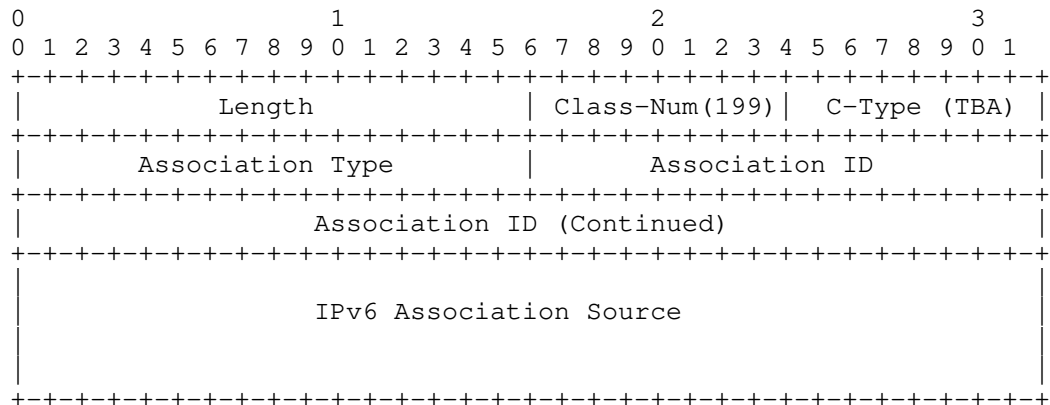 0                   1                   2                   3
0 1 2 3 4 5 6 7 8 9 0 1 2 3 4 5 6 7 8 9 0 1 2 3 4 5 6 7 8 9 0 1
+-+-+-+-+-+-+-+-+-+-+-+-+-+-+-+-+-+-+-+-+-+-+-+-+-+-+-+-+-+-+-+-+
|            Length             | Class-Num(199)|  C-Type (TBA) |
+-+-+-+-+-+-+-+-+-+-+-+-+-+-+-+-+-+-+-+-+-+-+-+-+-+-+-+-+-+-+-+-+
|       Association Type        |       Association ID          |
+-+-+-+-+-+-+-+-+-+-+-+-+-+-+-+-+-+-+-+-+-+-+-+-+-+-+-+-+-+-+-+-+
|                  Association ID (Continued)                   |
+-+-+-+-+-+-+-+-+-+-+-+-+-+-+-+-+-+-+-+-+-+-+-+-+-+-+-+-+-+-+-+-+
|                                                               |
|                 IPv6 Association Source                       |
|                                                               |
|                                                               |
+-+-+-+-+-+-+-+-+-+-+-+-+-+-+-+-+-+-+-+-+-+-+-+-+-+-+-+-+-+-+-+-+